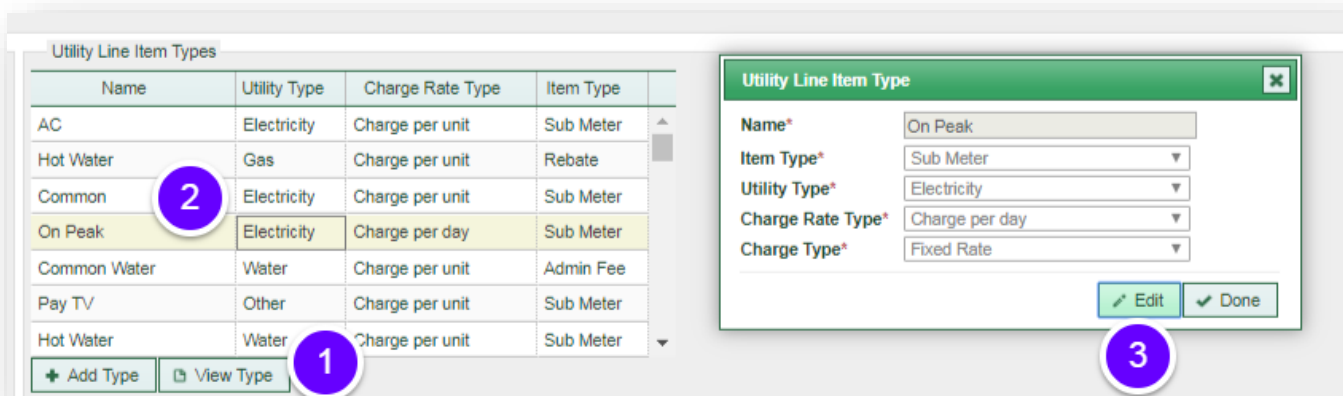 Utility Line Item Types
Name Utility Type Charge Rate Type Item Type
AC Electricity Charge per unit Sub Meter
Hot Water Gas Charge per unit Rebate
Common Electricity Charge per unit Sub Meter
2
On Peak Electricity Charge per day Sub Meter
Common Water Water Charge per unit Admin Fee
Pay TV Other Charge per unit Sub Meter
Hot Water Water Charge per unit Sub Meter
1
Add Type View Type
Utility Line Item Type
Name* On Peak
Item Type* Sub Meter
Utility Type* Electricity
Charge Rate Type* Charge per day
Charge Type* Fixed Rate
Edit Done
3